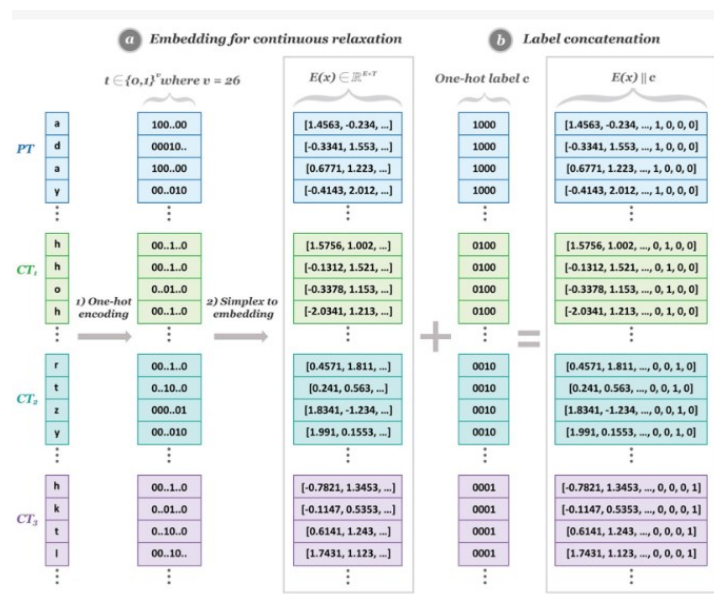 a Embedding for continuous relaxation b Label concatenation
t ∈{0,1}ᵛ where v = 26 E(x) ∈ ℝᴱ*ᵀ One-hot label c E(x) || c
PT
a 100..00 [1.4563, -0.234, ...] 1000 [1.4563, -0.234, ..., 1, 0, 0, 0]
d 00010.. [-0.3341, 1.553, ...] 1000 [-0.3341, 1.553, ..., 1, 0, 0, 0]
a 100..00 [0.6771, 1.223, ...] 1000 [0.6771, 1.223, ..., 1, 0, 0, 0]
y 00..010 [-0.4143, 2.012, ...] 1000 [-0.4143, 2.012, ..., 1, 0, 0, 0]
CT₁
h 00..1..0 [1.5756, 1.002, ...] 0100 [1.5756, 1.002, ..., 0, 1, 0, 0]
h 00..1..0 [-0.1312, 1.521, ...] 0100 [-0.1312, 1.521, ..., 0, 1, 0, 0]
o 0..01..0 [-0.3378, 1.153, ...] 0100 [-0.3378, 1.153, ..., 0, 1, 0, 0]
h 00..1..0 [-2.0341, 1.213, ...] 0100 [-2.0341, 1.213, ..., 0, 1, 0, 0]
1) One-hot
encoding
2) Simplex to
embedding
+ =
CT₂
r 00..1..0 [0.4571, 1.811, ...] 0010 [0.4571, 1.811, ..., 0, 0, 1, 0]
t 0..10..0 [0.241, 0.563, ...] 0010 [0.241, 0.563, ..., 0, 0, 1, 0]
z 000..01 [1.8341, -1.234, ...] 0010 [1.8341, -1.234, ..., 0, 0, 1, 0]
y 00..010 [1.991, 0.1553, ...] 0010 [1.991, 0.1553, ..., 0, 0, 1, 0]
CT₃
h 00..1..0 [-0.7821, 1.3453, ...] 0001 [-0.7821, 1.3453, ..., 0, 0, 0, 1]
k 0..01..0 [-0.1147, 0.5353, ...] 0001 [-0.1147, 0.5353, ..., 0, 0, 0, 1]
t 0..10..0 [0.6141, 1.243, ...] 0001 [0.6141, 1.243, ..., 0, 0, 0, 1]
l 00..10.. [1.7431, 1.123, ...] 0001 [1.7431, 1.123, ..., 0, 0, 0, 1]